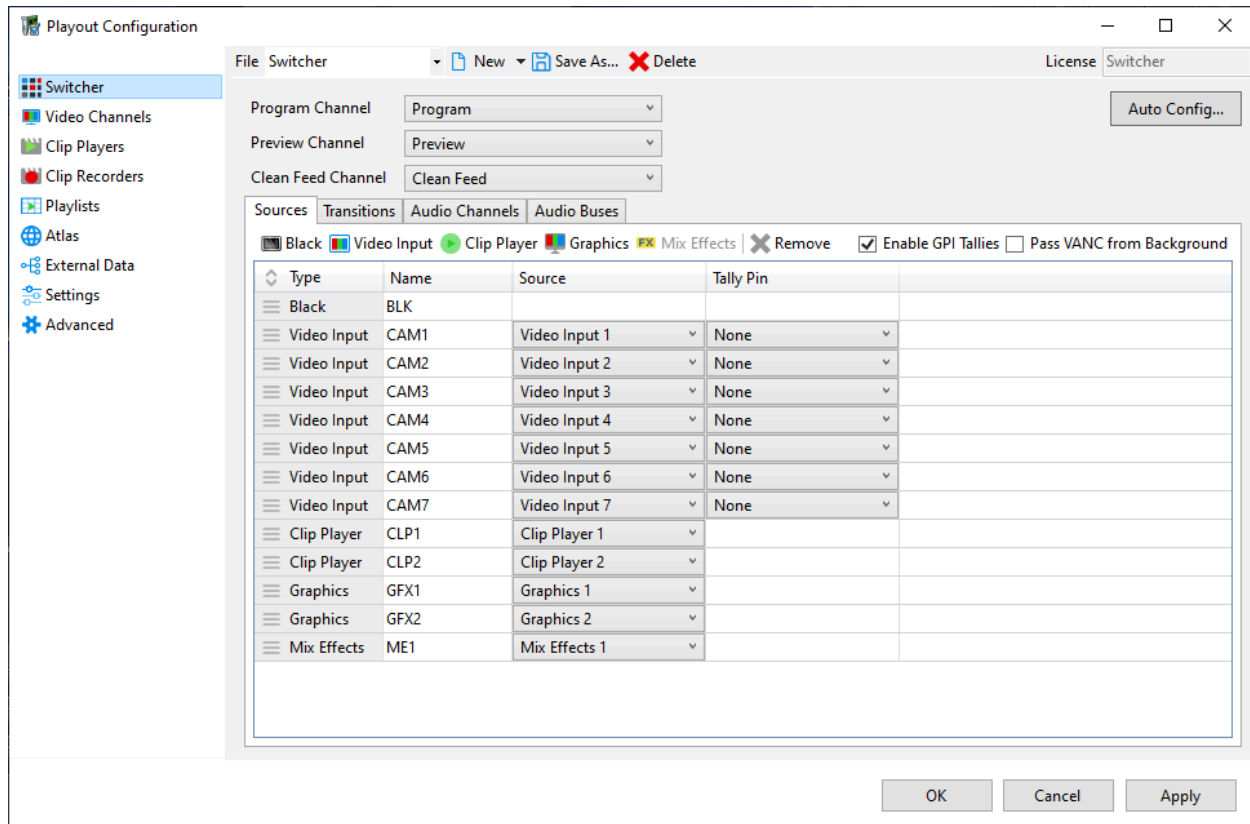 Playout Configuration
File Switcher New Save As... Delete License Switcher
Switcher
Video Channels
Clip Players
Clip Recorders
Playlists
Atlas
External Data
Settings
Advanced
Program Channel Program Auto Config...
Preview Channel Preview
Clean Feed Channel Clean Feed
Sources Transitions Audio Channels Audio Buses
Black Video Input Clip Player Graphics FX Mix Effects Remove Enable GPI Tallies Pass VANC from Background
Type Name Source Tally Pin
Black BLK
Video Input CAM1 Video Input 1 None
Video Input CAM2 Video Input 2 None
Video Input CAM3 Video Input 3 None
Video Input CAM4 Video Input 4 None
Video Input CAM5 Video Input 5 None
Video Input CAM6 Video Input 6 None
Video Input CAM7 Video Input 7 None
Clip Player CLP1 Clip Player 1
Clip Player CLP2 Clip Player 2
Graphics GFX1 Graphics 1
Graphics GFX2 Graphics 2
Mix Effects ME1 Mix Effects 1
OK Cancel Apply